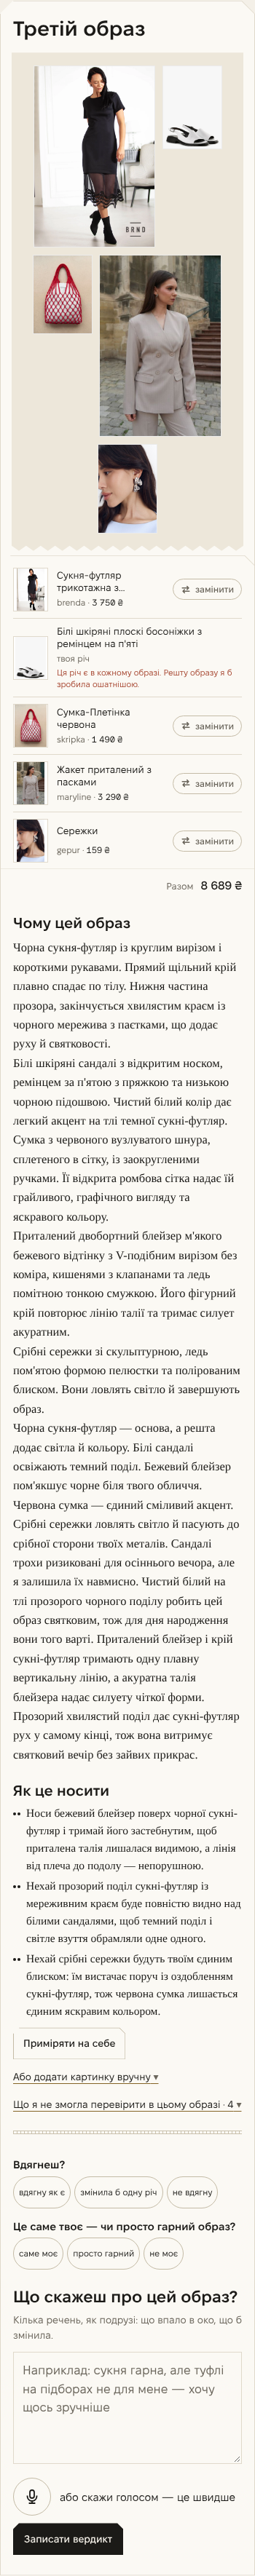 Третій образ
BRND
Сукня-футляр
трикотажна з...
brenda · 3 750 ₴
замінити
Білі шкіряні плоскі босоніжки з
ремінцем на п'яті
твоя річ
Ця річ є в кожному образі. Решту образу я б
зробила ошатнішою.
Сумка-Плетінка
червона
skripka · 1 490 ₴
замінити
Жакет приталений з
пасками
maryline · 3 290 ₴
замінити
Сережки
gepur · 159 ₴
замінити
Разом 8 689 ₴
Чому цей образ
Чорна сукня-футляр із круглим вирізом і
короткими рукавами. Прямий щільний крій
плавно спадає по тілу. Нижня частина
прозора, закінчується хвилястим краєм із
чорного мережива з пастками, що додає
руху й святковості.
Білі шкіряні сандалі з відкритим носком,
ремінцем за п'ятою з пряжкою та низькою
чорною підошвою. Чистий білий колір дає
легкий акцент на тлі темної сукні-футляр.
Сумка з червоного вузлуватого шнура,
сплетеного в сітку, із заокругленими
ручками. Її відкрита ромбова сітка надає їй
грайливого, графічного вигляду та
яскравого кольору.
Приталений двобортний блейзер м'якого
бежевого відтінку з V-подібним вирізом без
коміра, кишенями з клапанами та ледь
помітною тонкою смужкою. Його фігурний
крій повторює лінію талії та тримає силует
акуратним.
Срібні сережки зі скульптурною, ледь
пом'ятою формою пелюстки та полірованим
блиском. Вони ловлять світло й завершують
образ.
Чорна сукня-футляр — основа, а решта
додає світла й кольору. Білі сандалі
освіжають темний поділ. Бежевий блейзер
пом'якшує чорне біля твого обличчя.
Червона сумка — єдиний сміливий акцент.
Срібні сережки ловлять світло й пасують до
срібної сторони твоїх металів. Сандалі
трохи ризиковані для осіннього вечора, але
я залишила їх навмисно. Чистий білий на
тлі прозорого чорного поділу робить цей
образ святковим, тож для дня народження
вони того варті. Приталений блейзер і крій
сукні-футляр тримають одну плавну
вертикальну лінію, а акуратна талія
блейзера надає силуету чіткої форми.
Прозорий хвилястий поділ дає сукні-футляр
рух у самому кінці, тож вона витримує
святковий вечір без зайвих прикрас.
Як це носити
Носи бежевий блейзер поверх чорної сукні-
футляр і тримай його застебнутим, щоб
приталена талія лишалася видимою, а лінія
від плеча до подолу — непорушною.
Нехай прозорий поділ сукні-футляр із
мереживним краєм буде повністю видно над
білими сандалями, щоб темний поділ і
світле взуття обрамляли одне одного.
Нехай срібні сережки будуть твоїм єдиним
блиском: їм вистачає поруч із оздобленням
сукні-футляр, тож червона сумка лишається
єдиним яскравим кольором.
Приміряти на себе
Або додати картинку вручну ▾
Що я не змогла перевірити в цьому образі · 4 ▾
Вдягнеш?
вдягну як є
змінила б одну річ
не вдягну
Це саме твоє — чи просто гарний образ?
саме моє
просто гарний
не моє
Що скажеш про цей образ?
Кілька речень, як подрузі: що впало в око, що б
змінила.
Наприклад: сукня гарна, але туфлі
на підборах не для мене — хочу
щось зручніше
або скажи голосом — це швидше
Записати вердикт